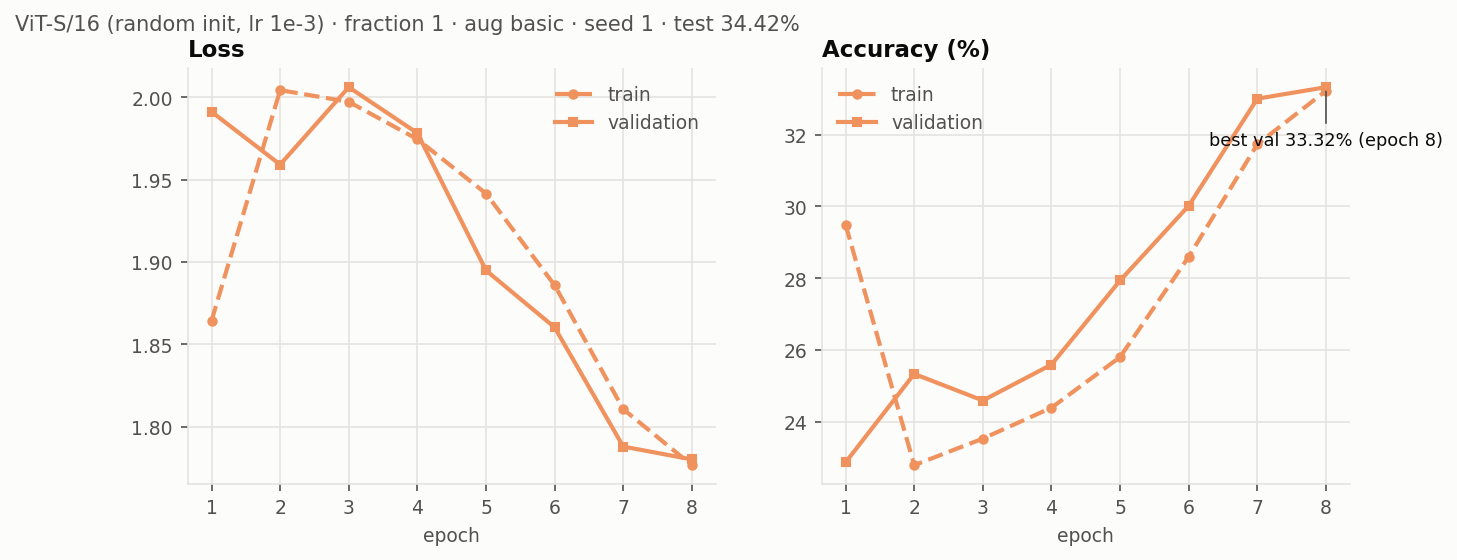 ViT-S/16 (random init, lr 1e-3) · fraction 1 · aug basic · seed 1 · test 34.42%
Loss
2.00
1.95
1.90
1.85
1.80
train
validation
1 2 3 4 5 6 7 8
epoch
Accuracy (%)
32
30
28
26
24
train
validation
best val 33.32% (epoch 8)
1 2 3 4 5 6 7 8
epoch